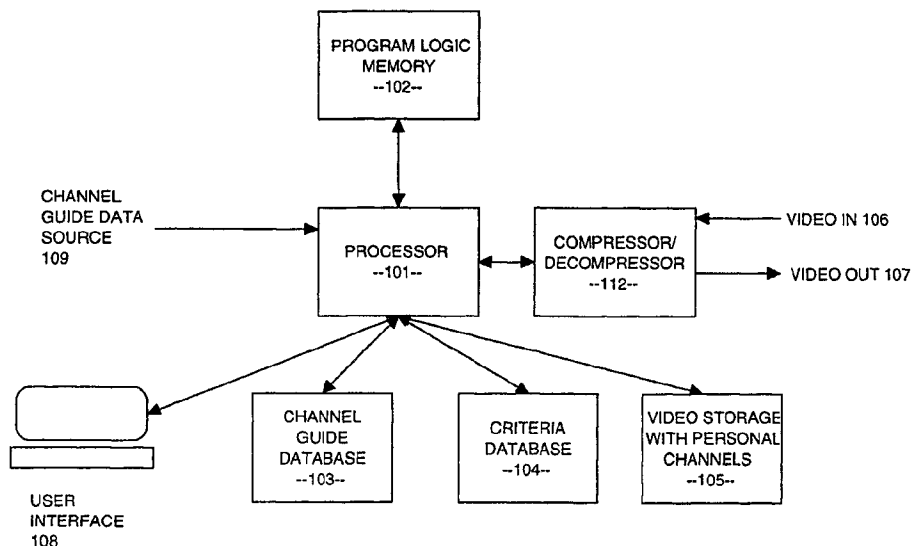 PROGRAM LOGIC
MEMORY
--102--
CHANNEL
GUIDE DATA
SOURCE
109
PROCESSOR
--101--
COMPRESSOR/
DECOMPRESSOR
--112--
VIDEO IN 106
VIDEO OUT 107
USER
INTERFACE
108
CHANNEL
GUIDE
DATABASE
--103--
CRITERIA
DATABASE
--104--
VIDEO STORAGE
WITH PERSONAL
CHANNELS
--105--